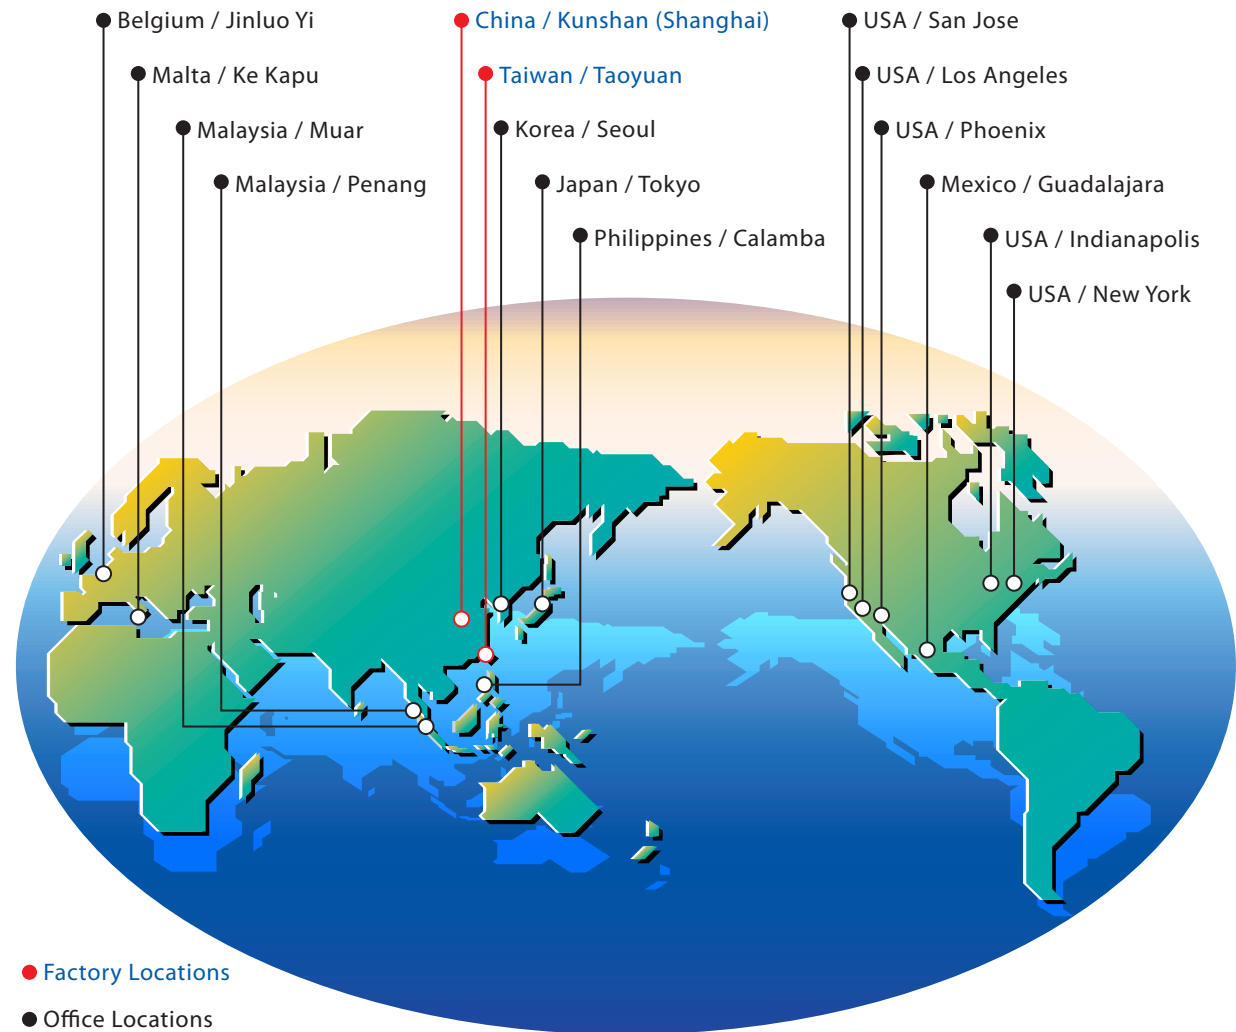 Belgium / Jinluo Yi
Malta / Ke Kapu
Malaysia / Muar
Malaysia / Penang
China / Kunshan (Shanghai)
Taiwan / Taoyuan
Korea / Seoul
Japan / Tokyo
Philippines / Calamba
USA / San Jose
USA / Los Angeles
USA / Phoenix
Mexico / Guadalajara
USA / Indianapolis
USA / New York
Factory Locations
Office Locations